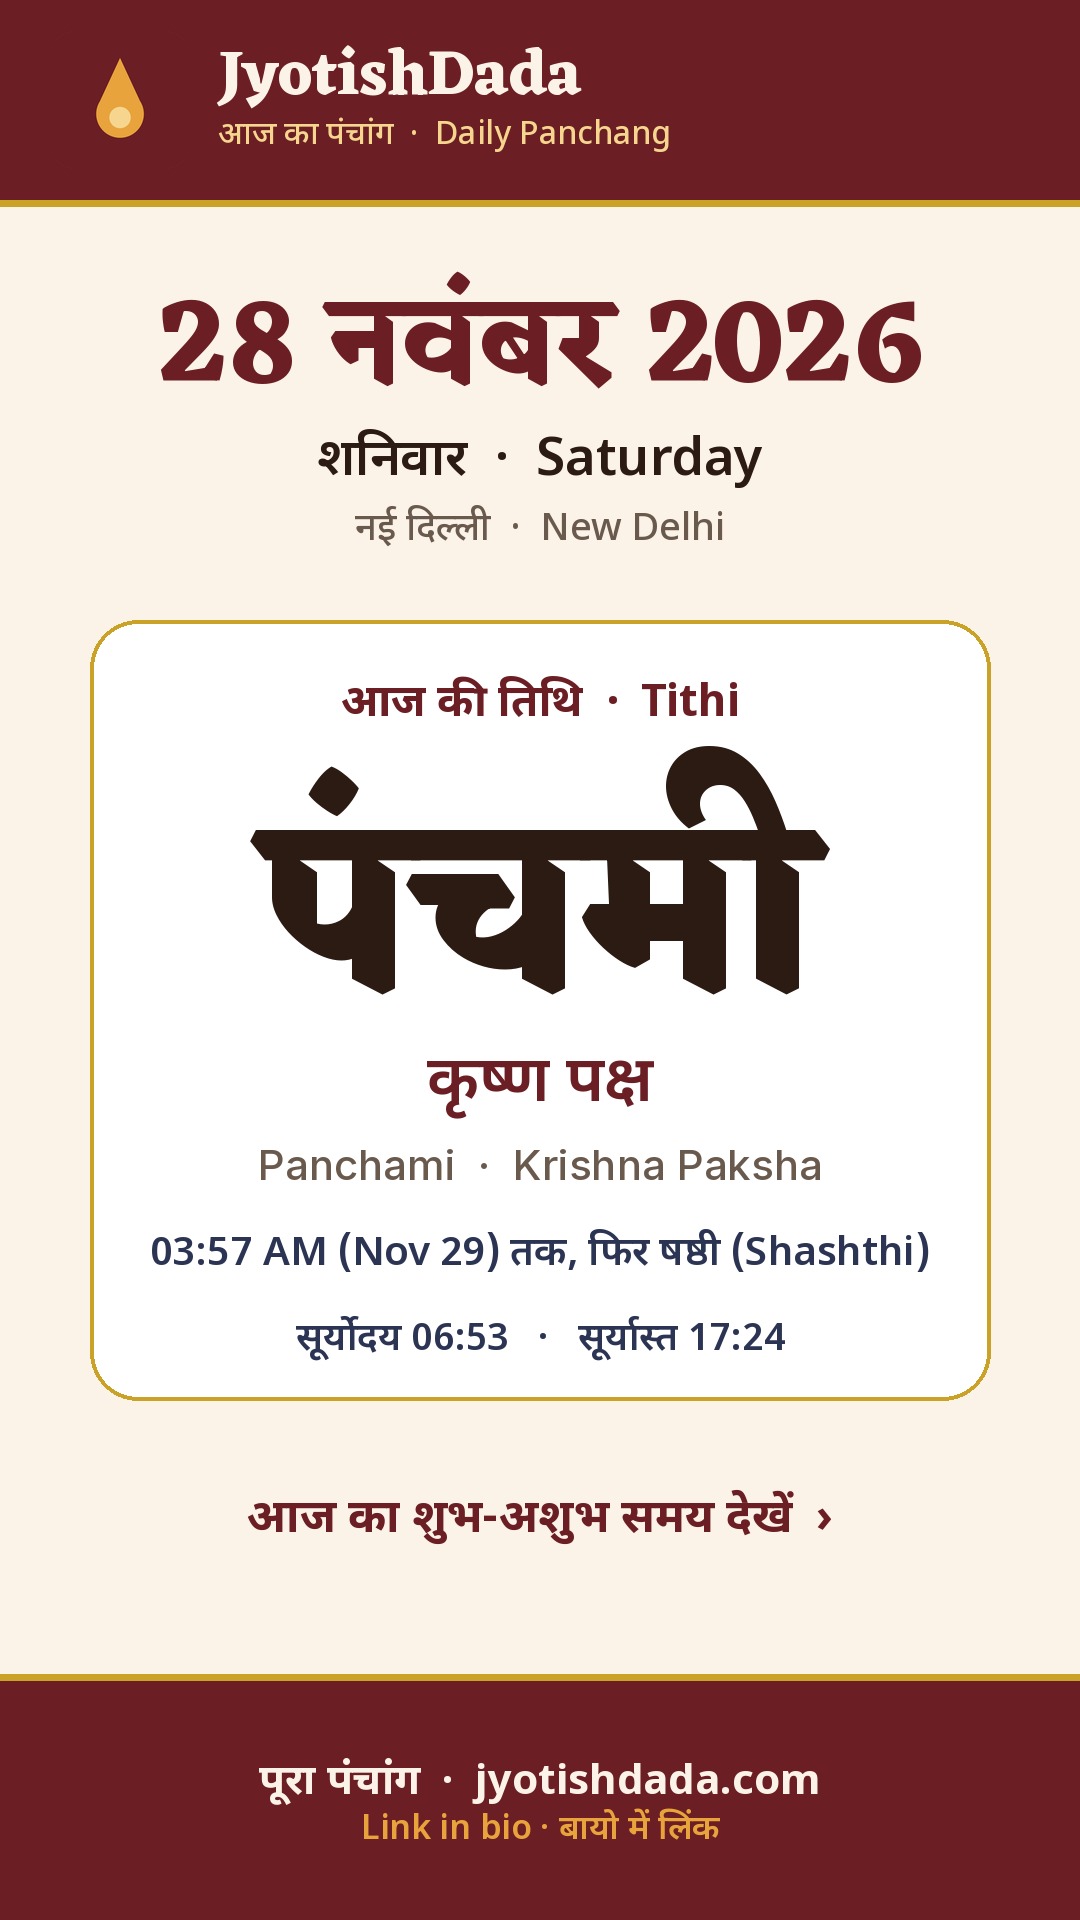 JyotishDada
आज का पंचांग · Daily Panchang
28 नवंबर 2026
शनिवार · Saturday
नई दिल्ली · New Delhi
आज की तिथि · Tithi
पंचमी
कृष्ण पक्ष
Panchami · Krishna Paksha
03:57 AM (Nov 29) तक, फिर षष्ठी (Shashthi)
सूर्योदय 06:53 · सूर्यास्त 17:24
आज का शुभ-अशुभ समय देखें ›
पूरा पंचांग · jyotishdada.com
Link in bio · बायो में लिंक